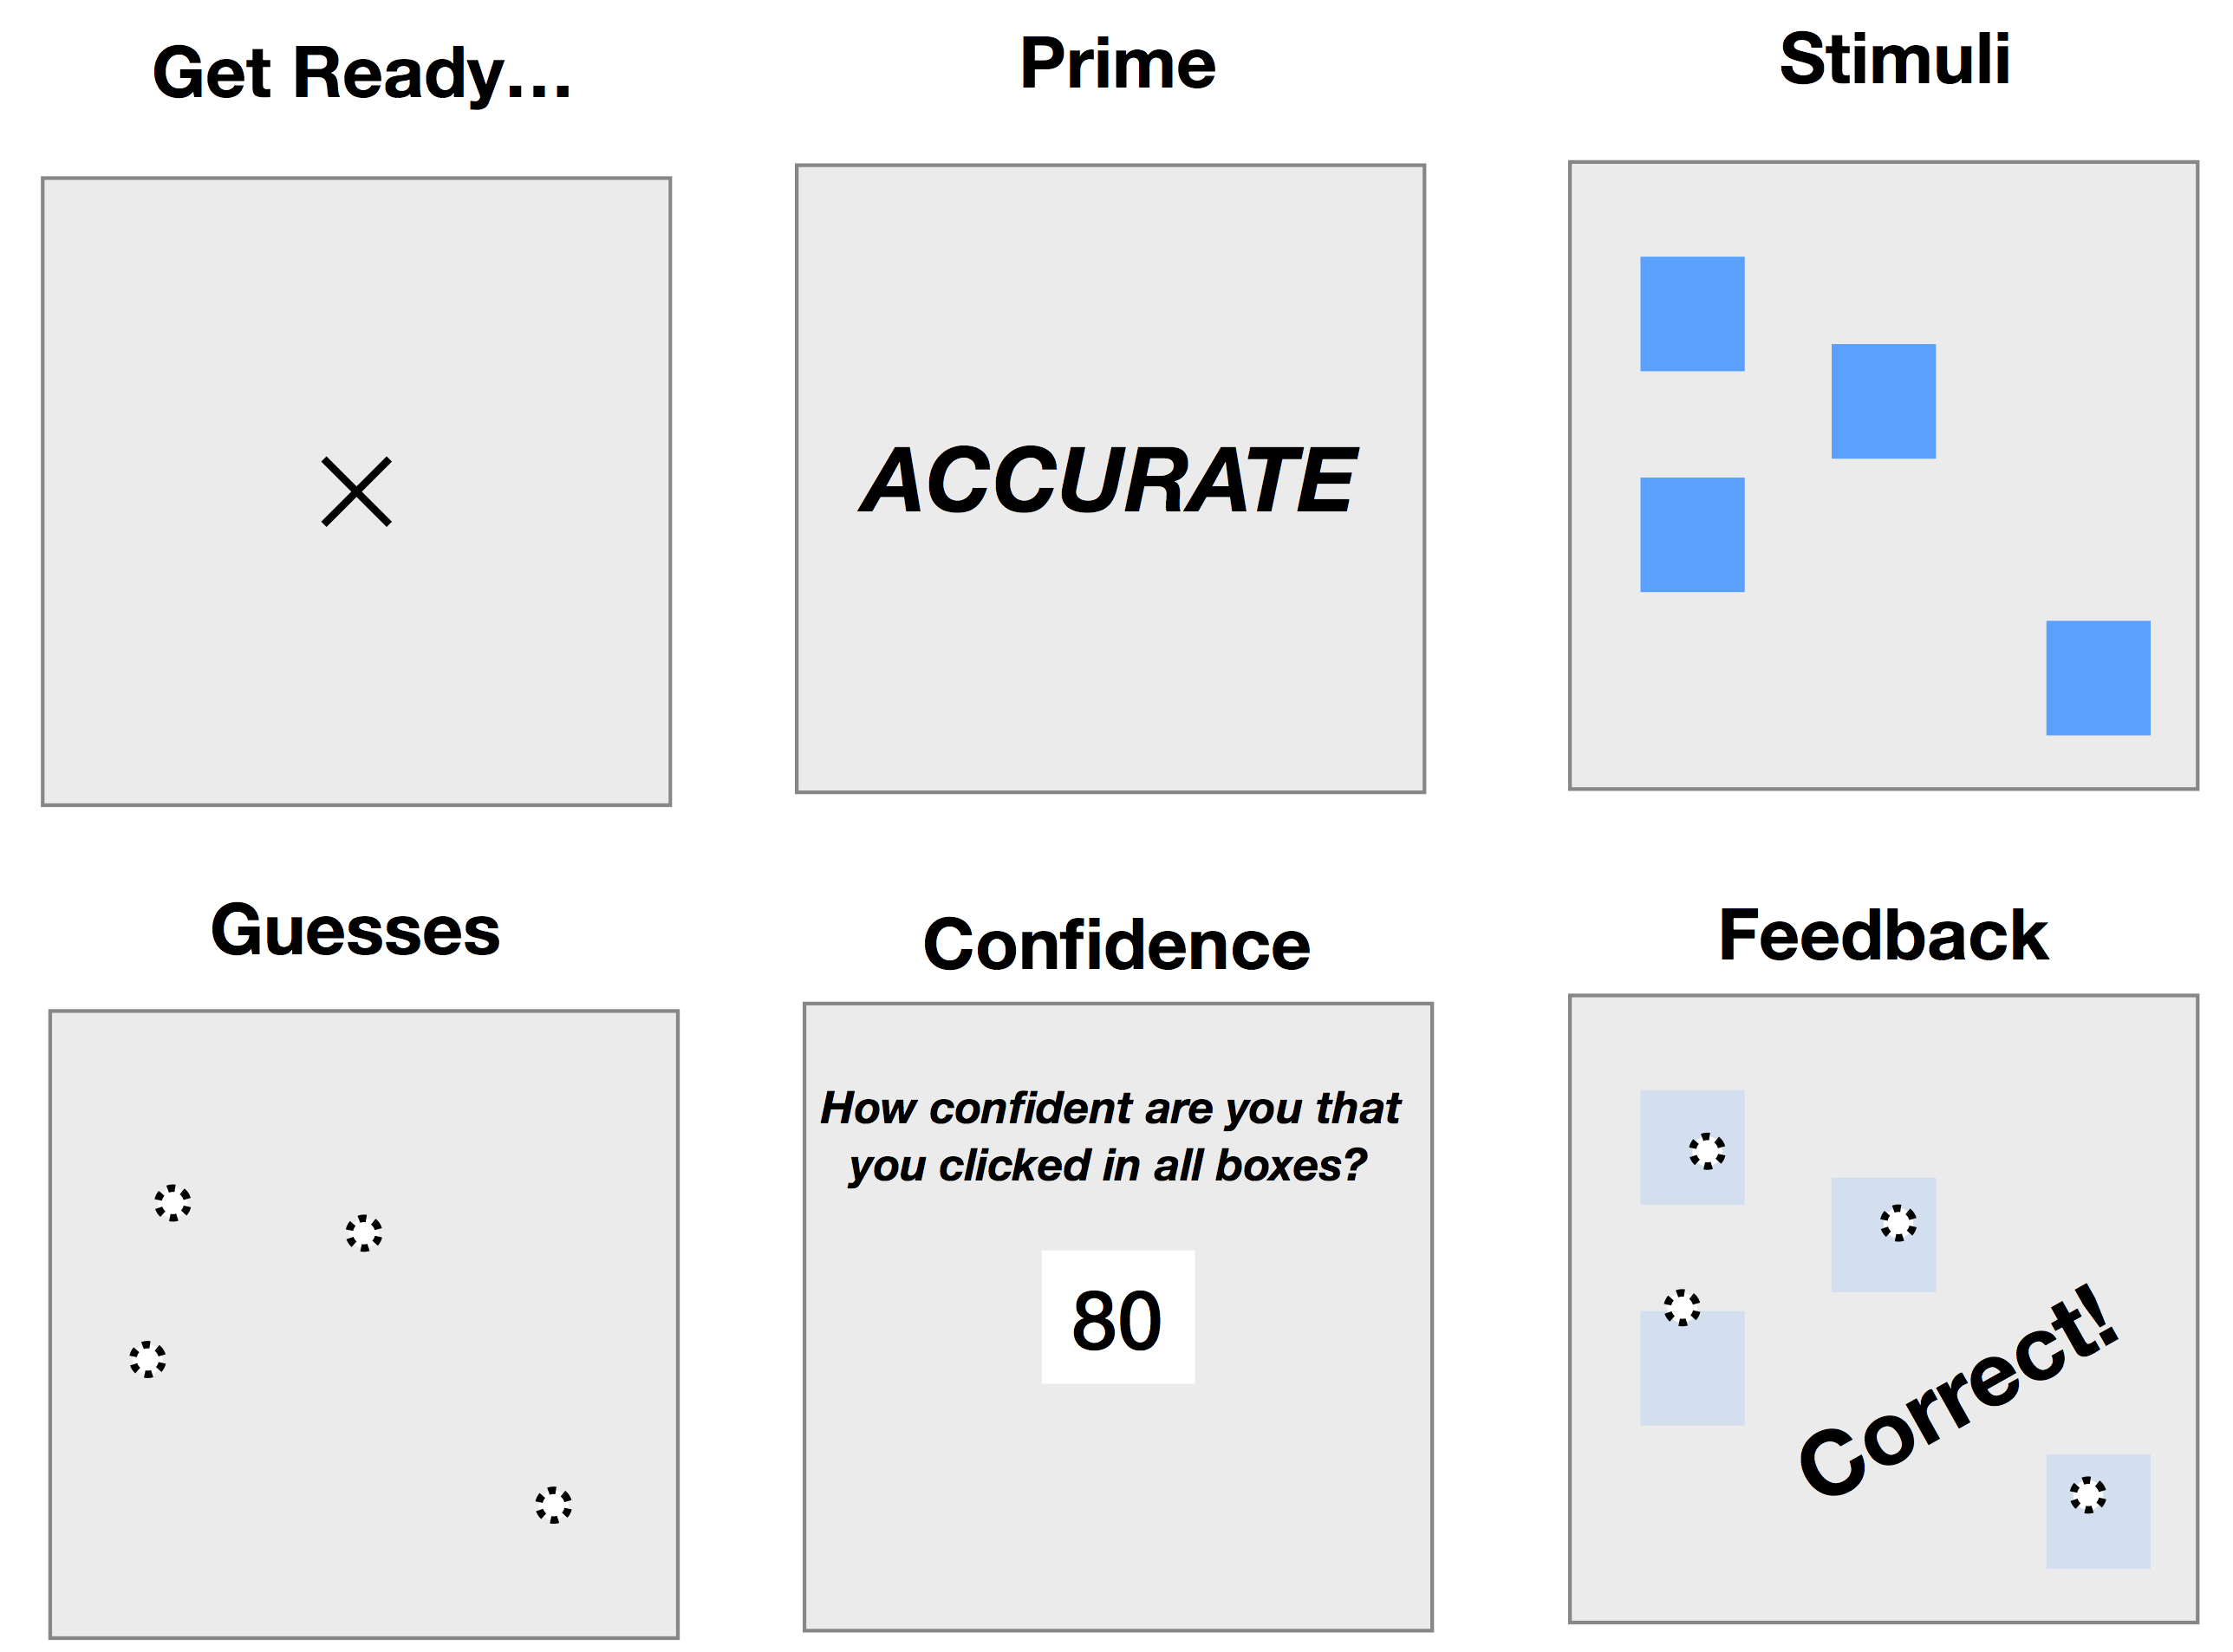 Get Ready...
Prime
Stimuli
ACCURATE
Guesses
Confidence
Feedback
How confident are you that
you clicked in all boxes?
80
Correct!